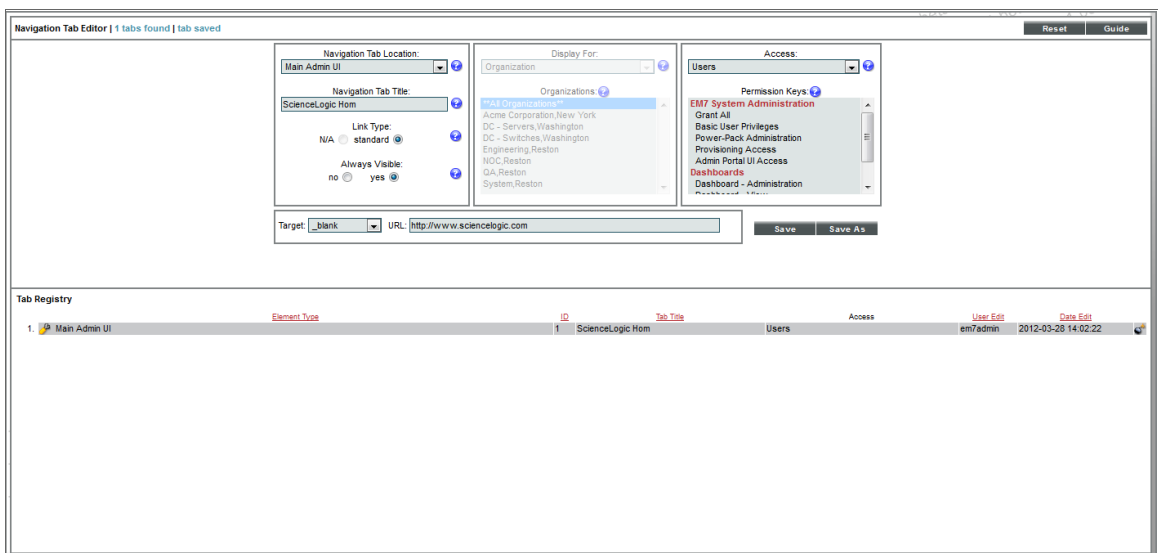 Navigation Tab Editor | 1 tabs found | tab saved
Reset
Guide
Navigation Tab Location:
Main Admin UI
Navigation Tab Title:
ScienceLogic Hom
Link Type:
N/A standard
Always Visible:
no yes
Display For:
Organization
Organizations:
**All Organizations**
Acme Corporation,New York
DC - Servers,Washington
DC - Switches,Washington
Engineering,Reston
NOC,Reston
QA,Reston
System,Reston
Access:
Users
Permission Keys:
EM7 System Administration
Grant All
Basic User Privileges
Power-Pack Administration
Provisioning Access
Admin Portal UI Access
Dashboards
Dashboard - Administration
Target: _blank URL: http://www.sciencelogic.com
Save
Save As
Tab Registry
Element Type ID Tab Title Access User Edit Date Edit
1. Main Admin UI 1 ScienceLogic Hom Users em7admin 2012-03-28 14:02:22